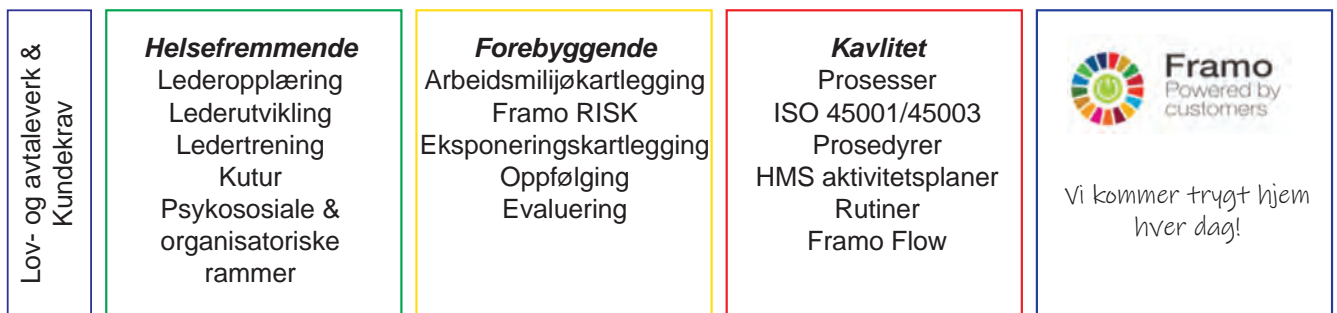 Lov- og avtaleverk &
Kundekrav
Helsefremmende
Lederopplæring
Lederutvikling
Ledertrening
Kutur
Psykososiale &
organisatoriske
rammer
Forebyggende
Arbeidsmilijøkartlegging
Framo RISK
Eksponeringskartlegging
Oppfølging
Evaluering
Kavlitet
Prosesser
ISO 45001/45003
Prosedyrer
HMS aktivitetsplaner
Rutiner
Framo Flow
Framo
Powered by
customers
Vi kommer trygt hjem
hver dag!